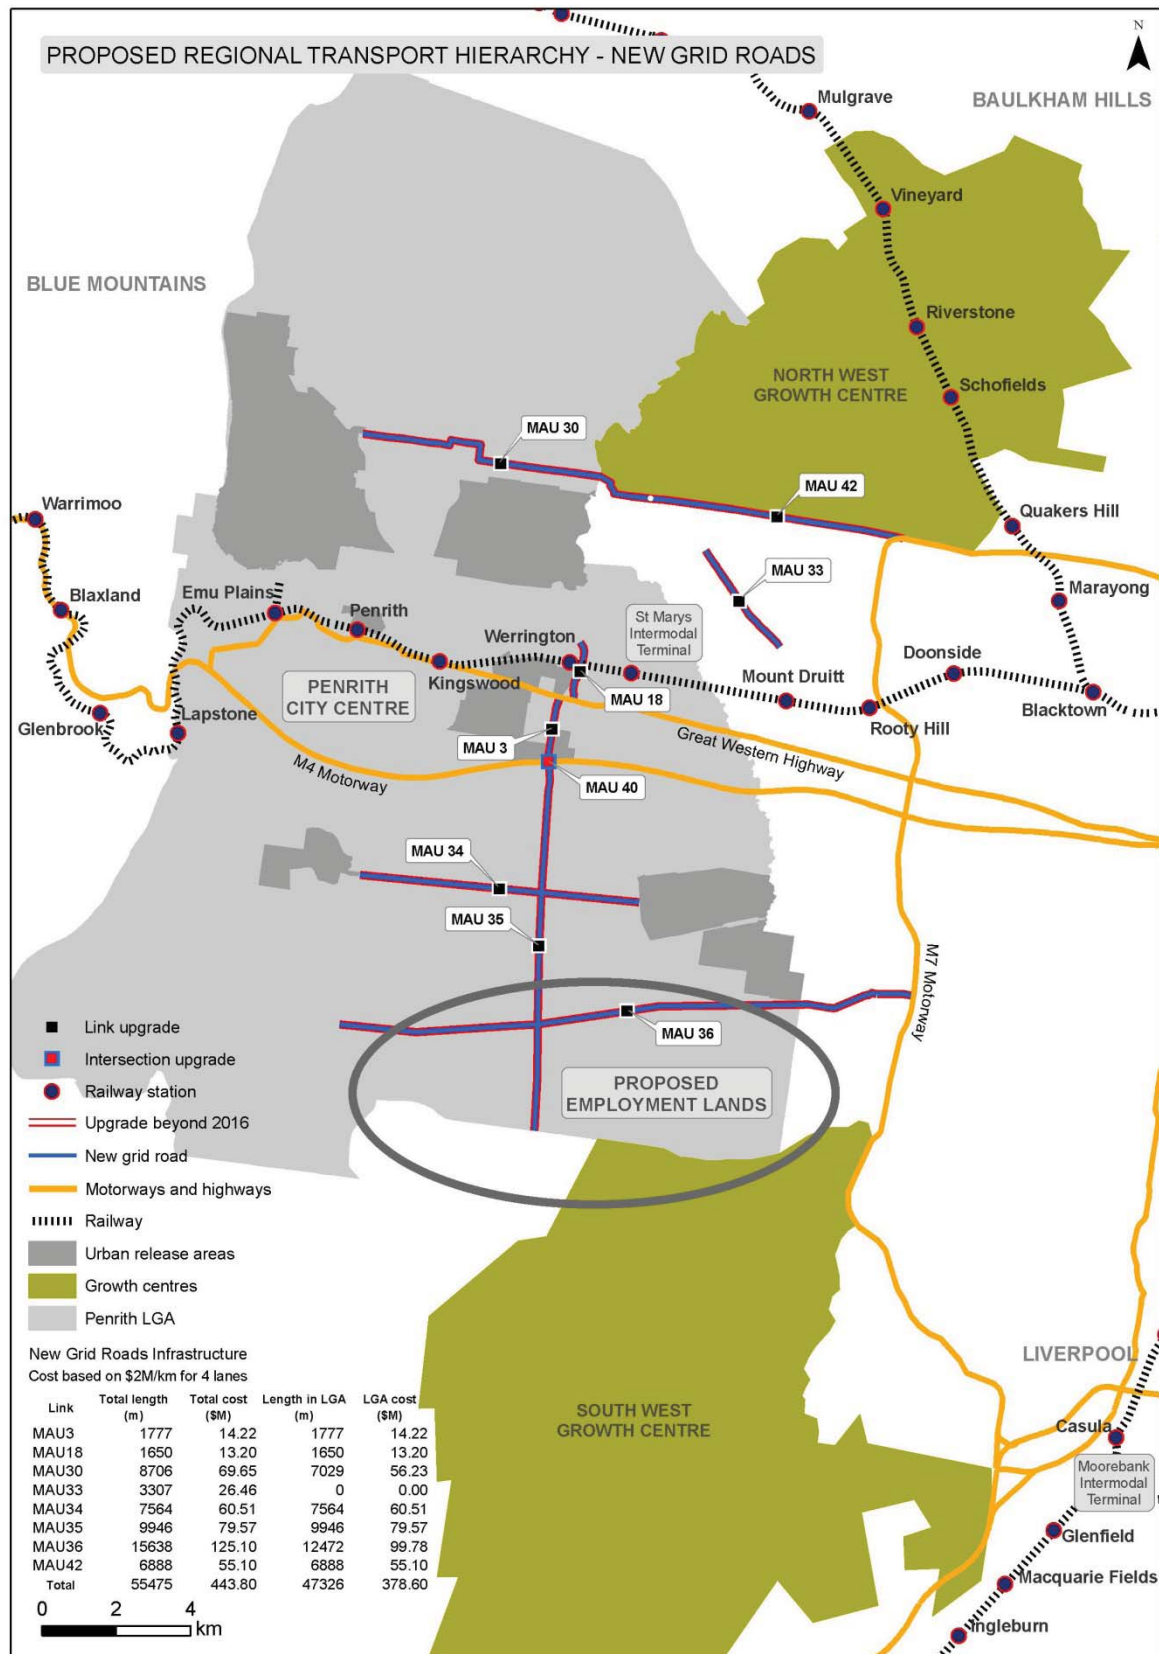 PROPOSED REGIONAL TRANSPORT HIERARCHY - NEW GRID ROADS
N
Mulgrave
BAULKHAM HILLS
Vineyard
BLUE MOUNTAINS
Riverstone
NORTH WEST
GROWTH CENTRE
Schofields
MAU 30
MAU 42
Warrimoo
Quakers Hill
MAU 33
Blaxland
Emu Plains
Penrith
Marayong
St Marys
Intermodal
Terminal
Werrington
Doonside
Kingswood
Mount Druitt
PENRITH
CITY CENTRE
MAU 18
Glenbrook
Lapstone
Rooty Hill
Blacktown
MAU 3
Great Western Highway
M4 Motorway
MAU 40
MAU 34
MAU 35
M7 Motorway
MAU 36
PROPOSED
EMPLOYMENT LANDS
Link upgrade
Intersection upgrade
Railway station
Upgrade beyond 2016
New grid road
Motorways and highways
Railway
Urban release areas
Growth centres
Penrith LGA
New Grid Roads Infrastructure
Cost based on $2M/km for 4 lanes
Link Total length (m) Total cost ($M) Length in LGA (m) LGA cost ($M)
MAU3 1777 14.22 1777 14.22
MAU18 1650 13.20 1650 13.20
MAU30 8706 69.65 7029 56.23
MAU33 3307 26.46 0 0.00
MAU34 7564 60.51 7564 60.51
MAU35 9946 79.57 9946 79.57
MAU36 15638 125.10 12472 99.78
MAU42 6888 55.10 6888 55.10
Total 55475 443.80 47326 378.60
0 2 4
km
LIVERPOOL
SOUTH WEST
GROWTH CENTRE
Casula
Moorebank
Intermodal
Terminal
Glenfield
Macquarie Fields
Ingleburn